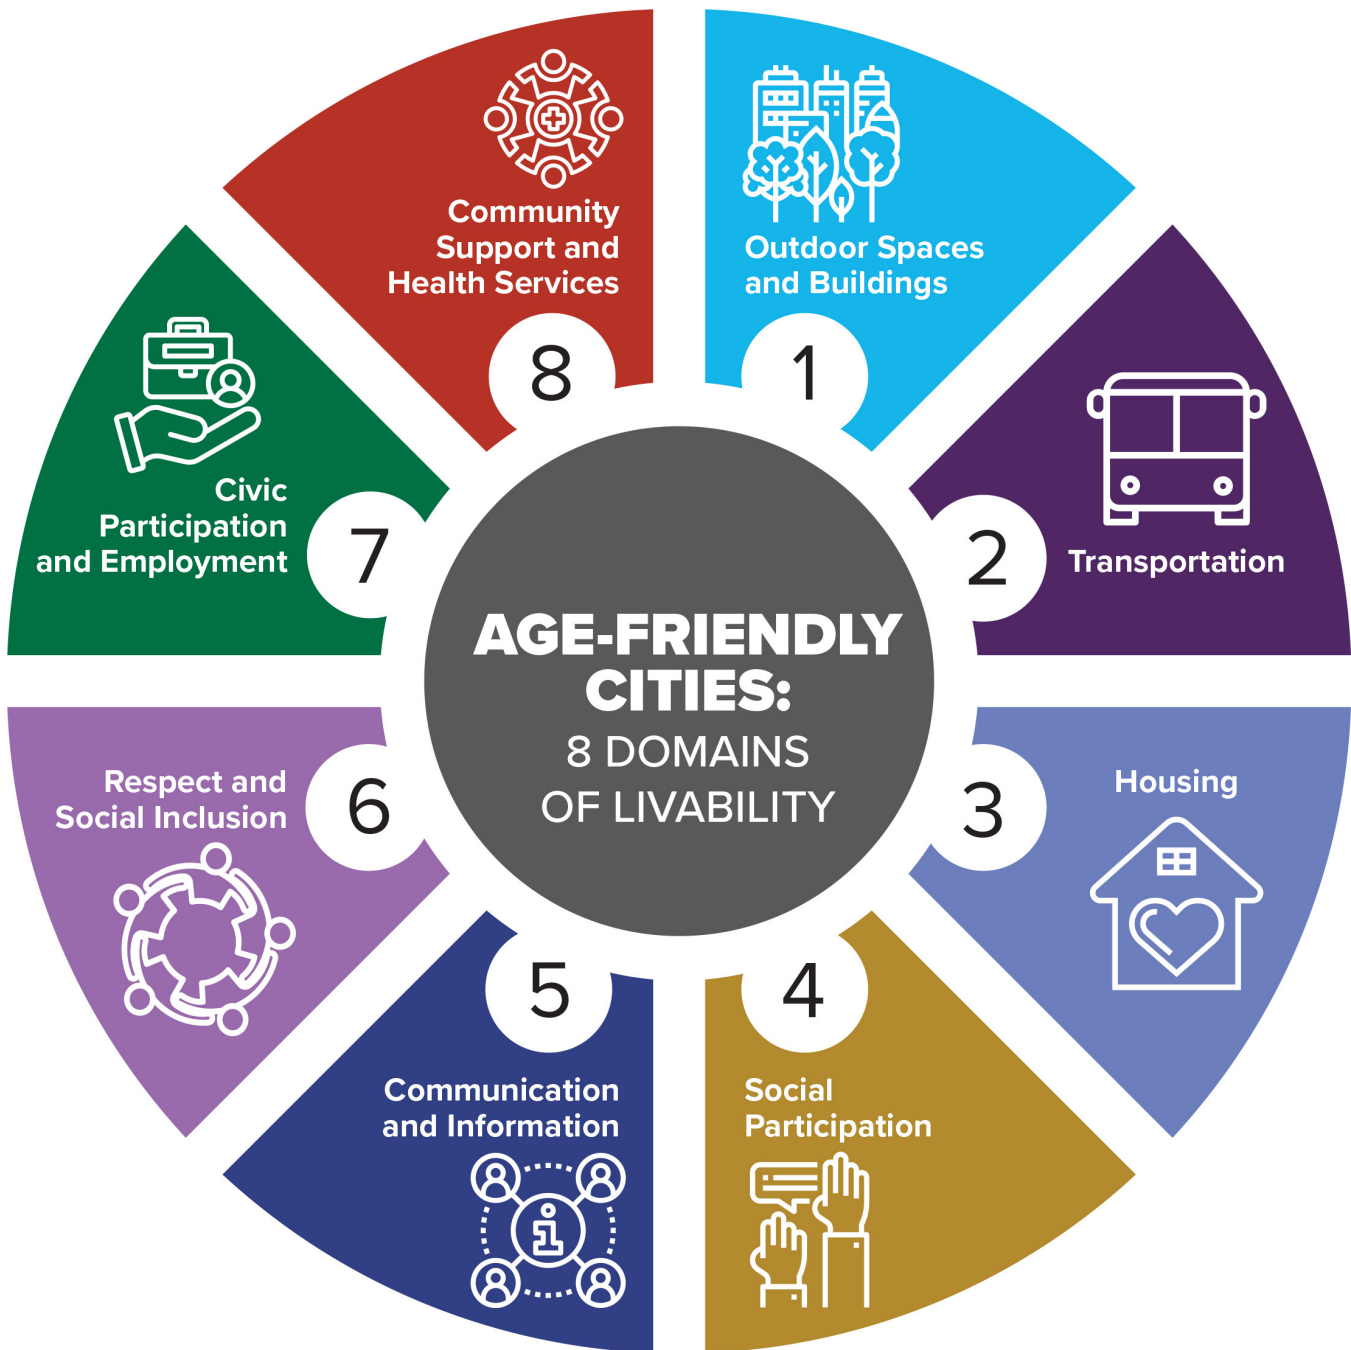 AGE-FRIENDLY
CITIES:
8 DOMAINS
OF LIVABILITY
1
Outdoor Spaces
and Buildings
2
Transportation
3
Housing
4
Social
Participation
5
Communication
and Information
6
Respect and
Social Inclusion
7
Civic
Participation
and Employment
8
Community
Support and
Health Services